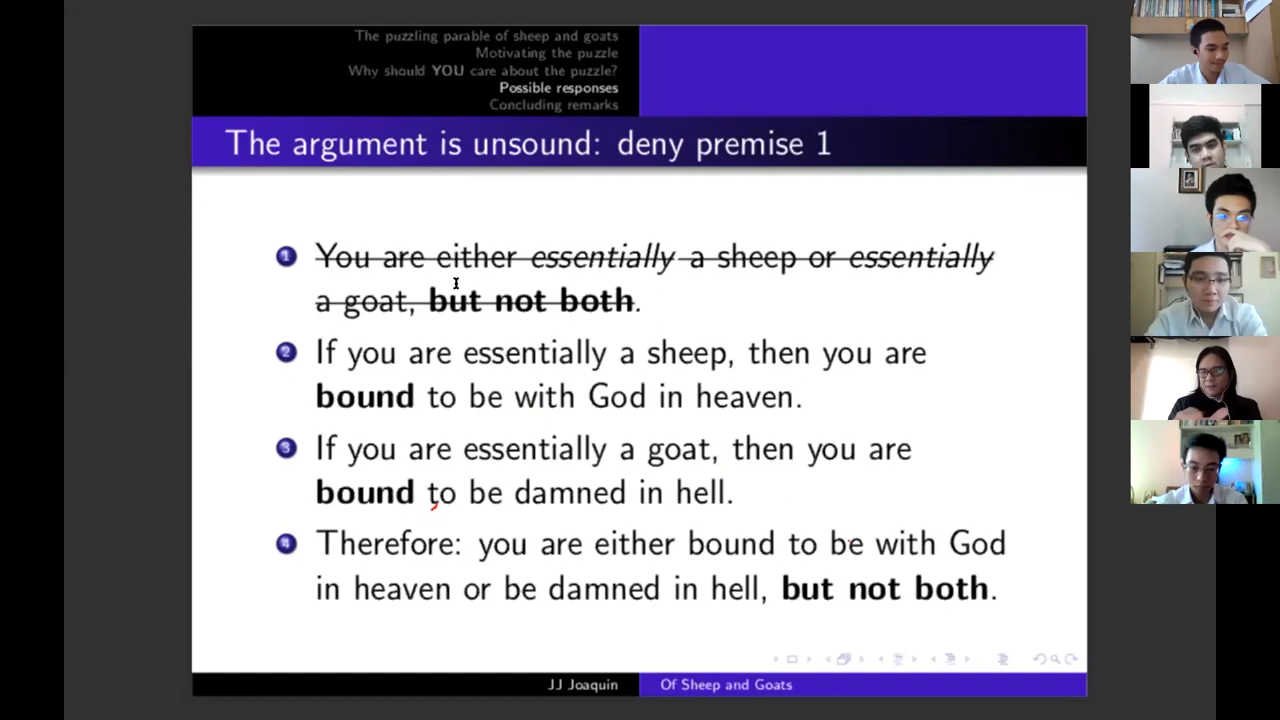 The puzzling parable of sheep and goats
Motivating the puzzle
Why should YOU care about the puzzle?
Possible responses
Concluding remarks
The argument is unsound: deny premise 1
1 You are either essentially a sheep or essentially
a goat, but not both.
2 If you are essentially a sheep, then you are
bound to be with God in heaven.
3 If you are essentially a goat, then you are
bound to be damned in hell.
4 Therefore: you are either bound to be with God
in heaven or be damned in hell, but not both.
JJ Joaquin
Of Sheep and Goats